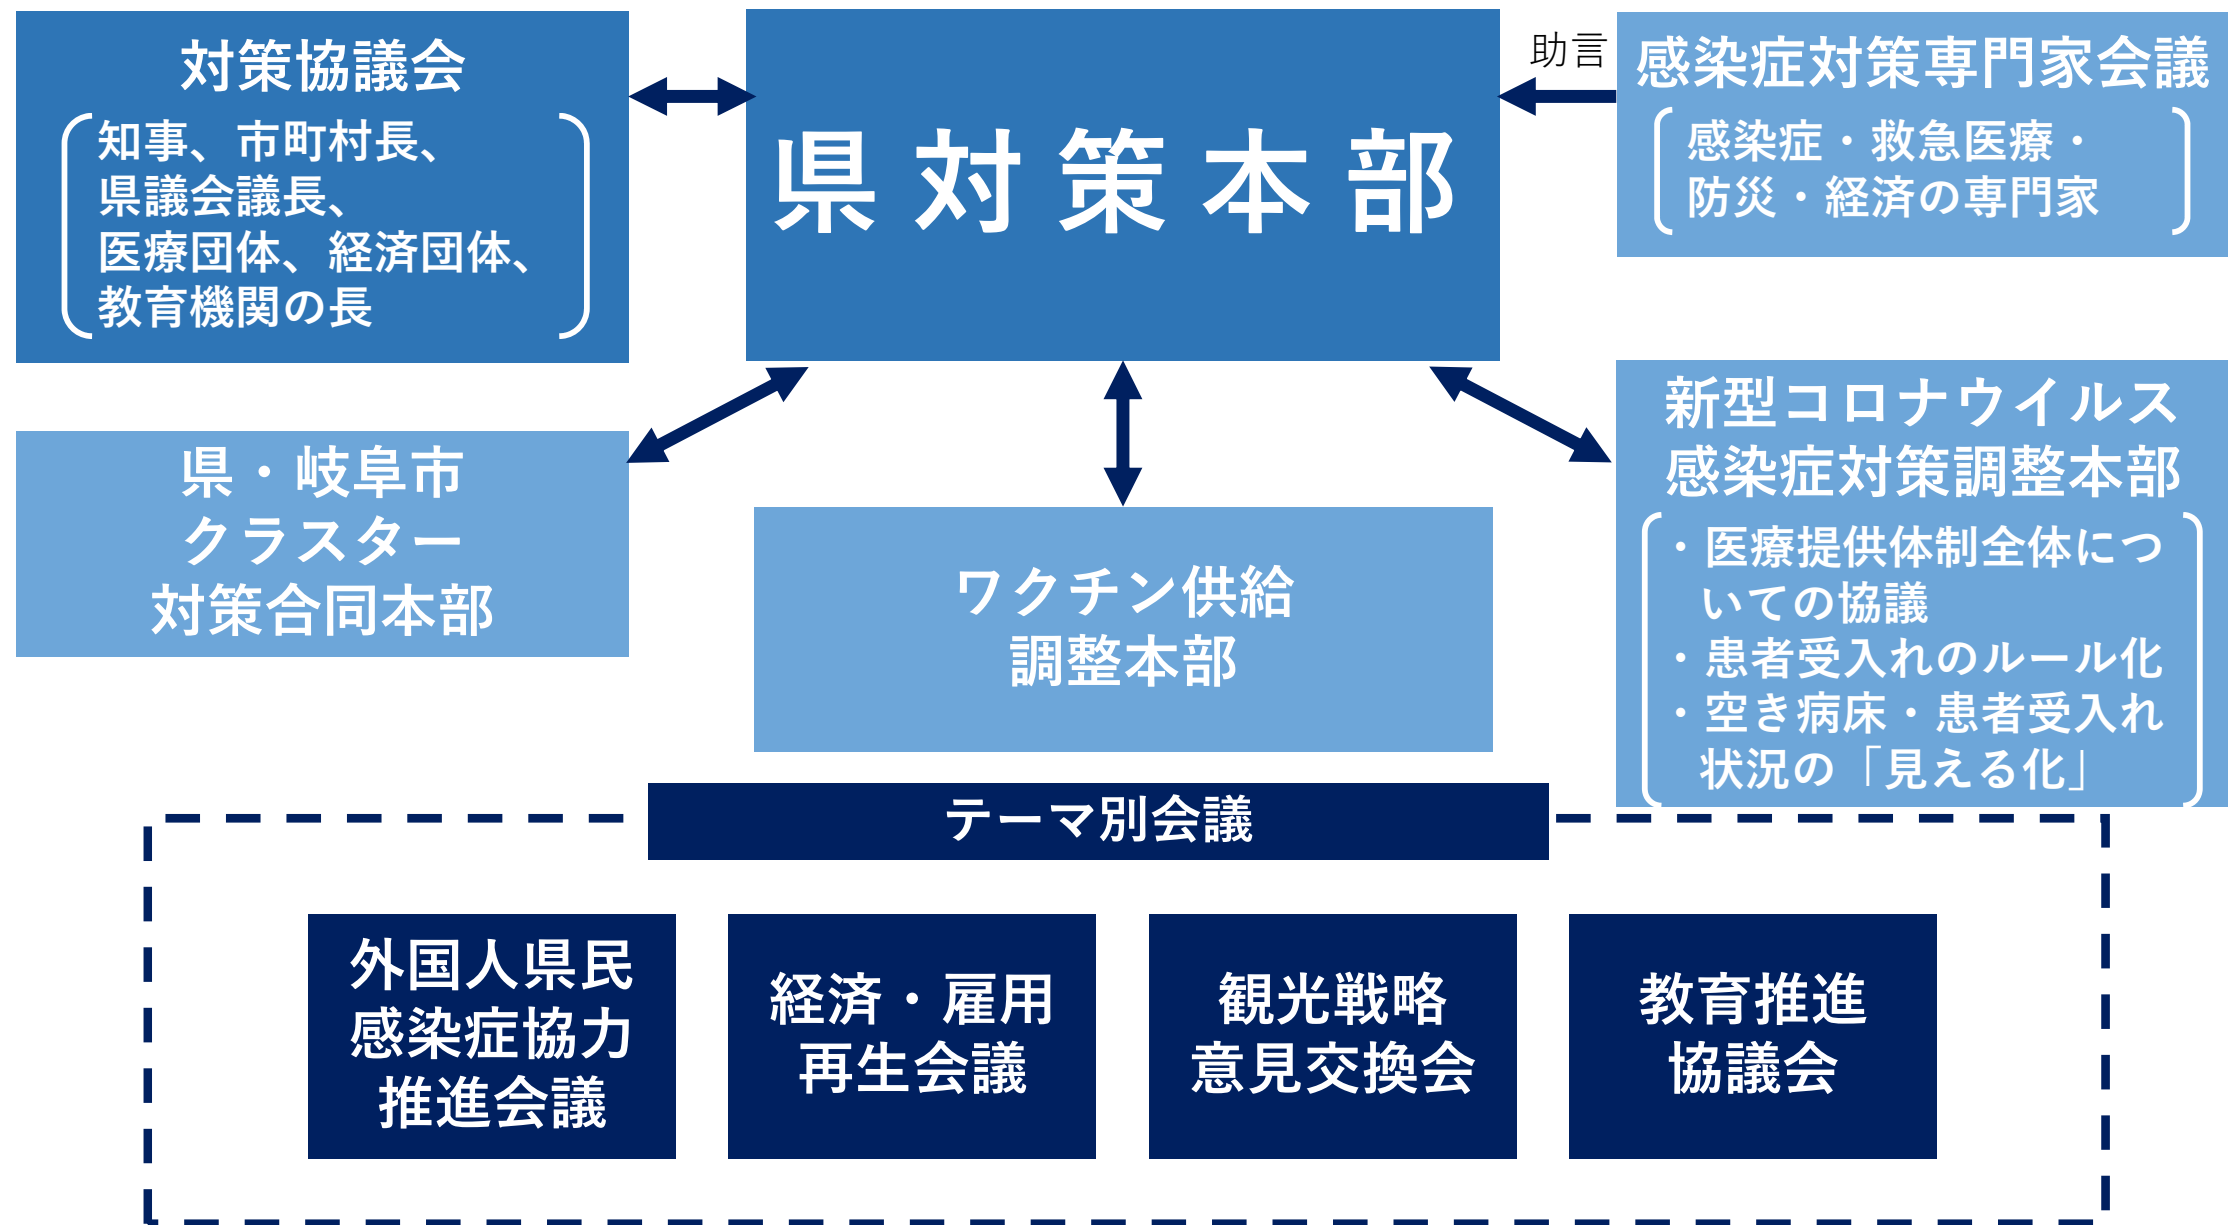 対策協議会
知事、市町村長、
県議会議長、
医療団体、経済団体、
教育機関の長
県対策本部
助言
感染症対策専門家会議
感染症・救急医療・
防災・経済の専門家
県・岐阜市
クラスター
対策合同本部
ワクチン供給
調整本部
新型コロナウイルス
感染症対策調整本部
・医療提供体制全体につ
いての協議
・患者受入れのルール化
・空き病床・患者受入れ
状況の「見える化」
テーマ別会議
外国人県民
感染症協力
推進会議
経済・雇用
再生会議
観光戦略
意見交換会
教育推進
協議会